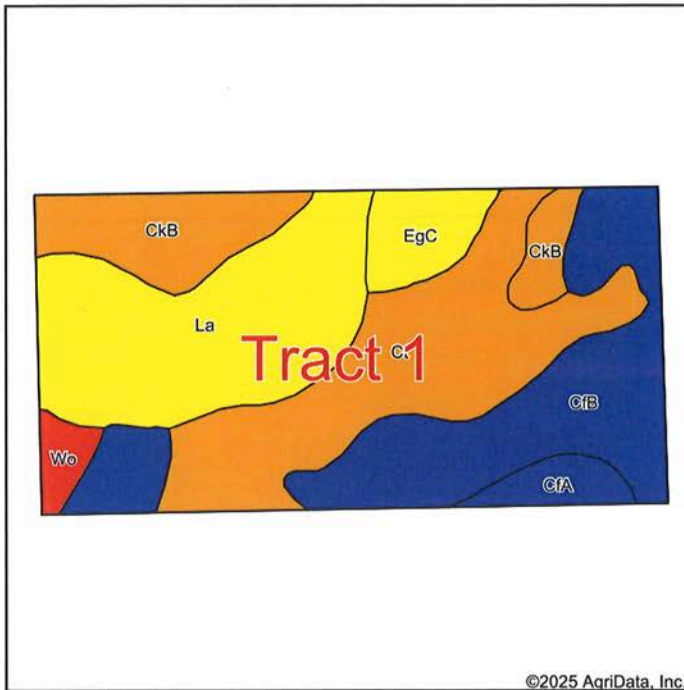 CkB
EgC
CkB
La
Tract 1
CfB
Wo
CfA
©2025 AgriData, Inc.